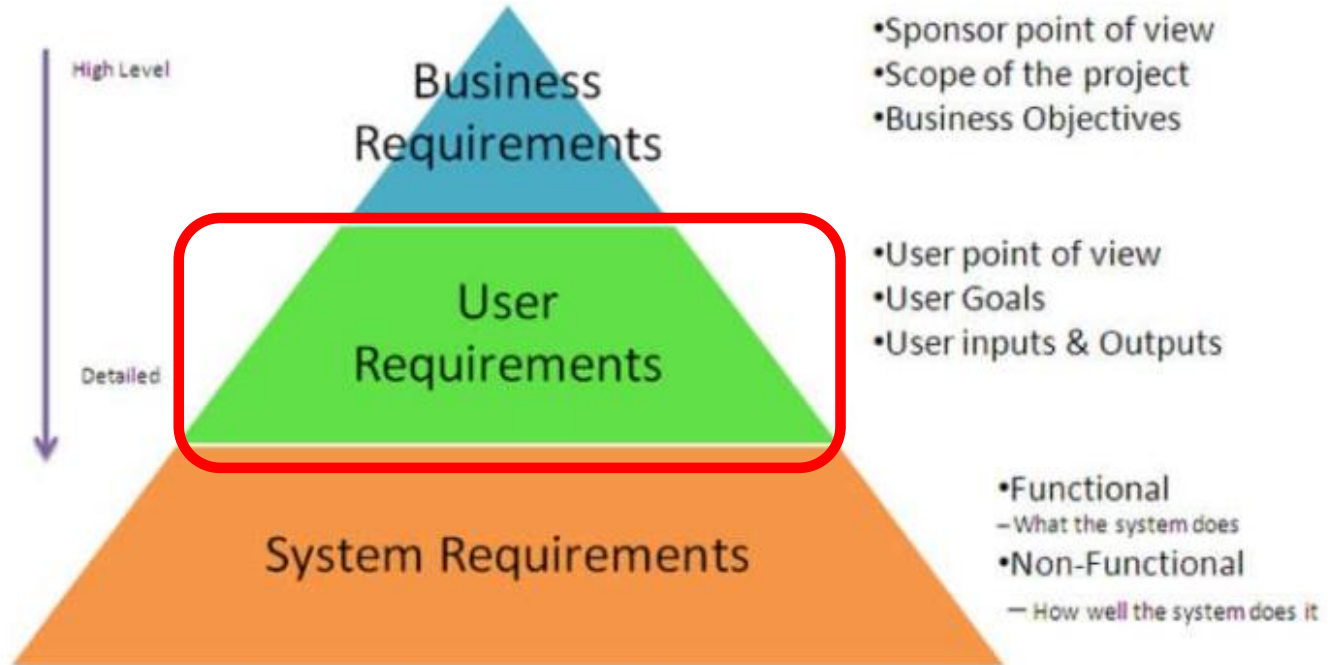 High Level
Business
Requirements
•Sponsor point of view
•Scope of the project
•Business Objectives
Detailed
User
Requirements
•User point of view
•User Goals
•User inputs & Outputs
System Requirements
•Functional
–What the system does
•Non-Functional
— How well the system does it